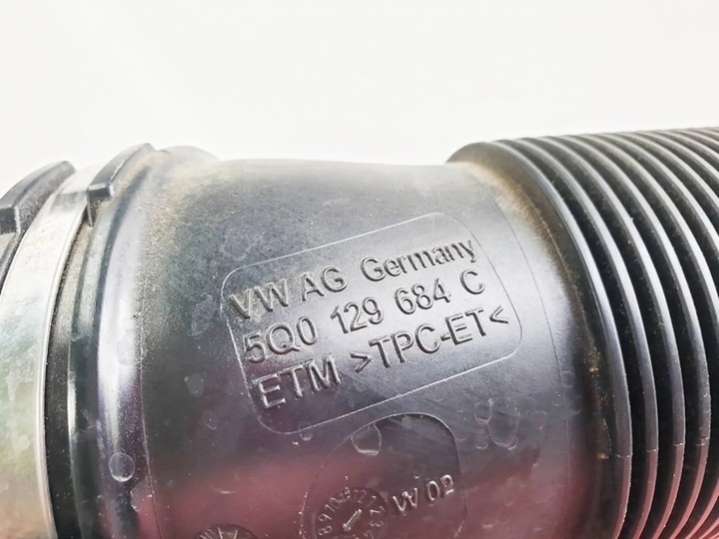 VW AG Germany
5Q0 129 684 C
ETM >TPC-ET<
W 02